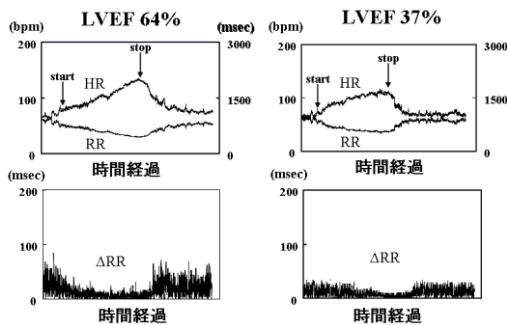 LVEF 64%
(bpm)
(msec)
200
3000
start
stop
HR
100
1500
RR
0
0
時間経過
(msec)
200
100
ΔRR
0
時間経過
LVEF 37%
(bpm)
(msec)
200
3000
start
stop
HR
100
1500
RR
0
0
時間経過
(msec)
200
100
ΔRR
0
時間経過